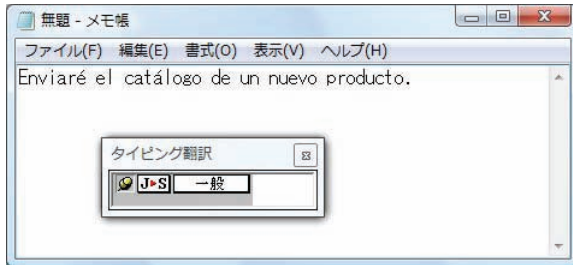 無題 - メモ帳
ファイル(F) 編集(E) 書式(O) 表示(V) ヘルプ(H)
Enviaré el catálogo de un nuevo producto.
タイピング翻訳
J▶S 一般